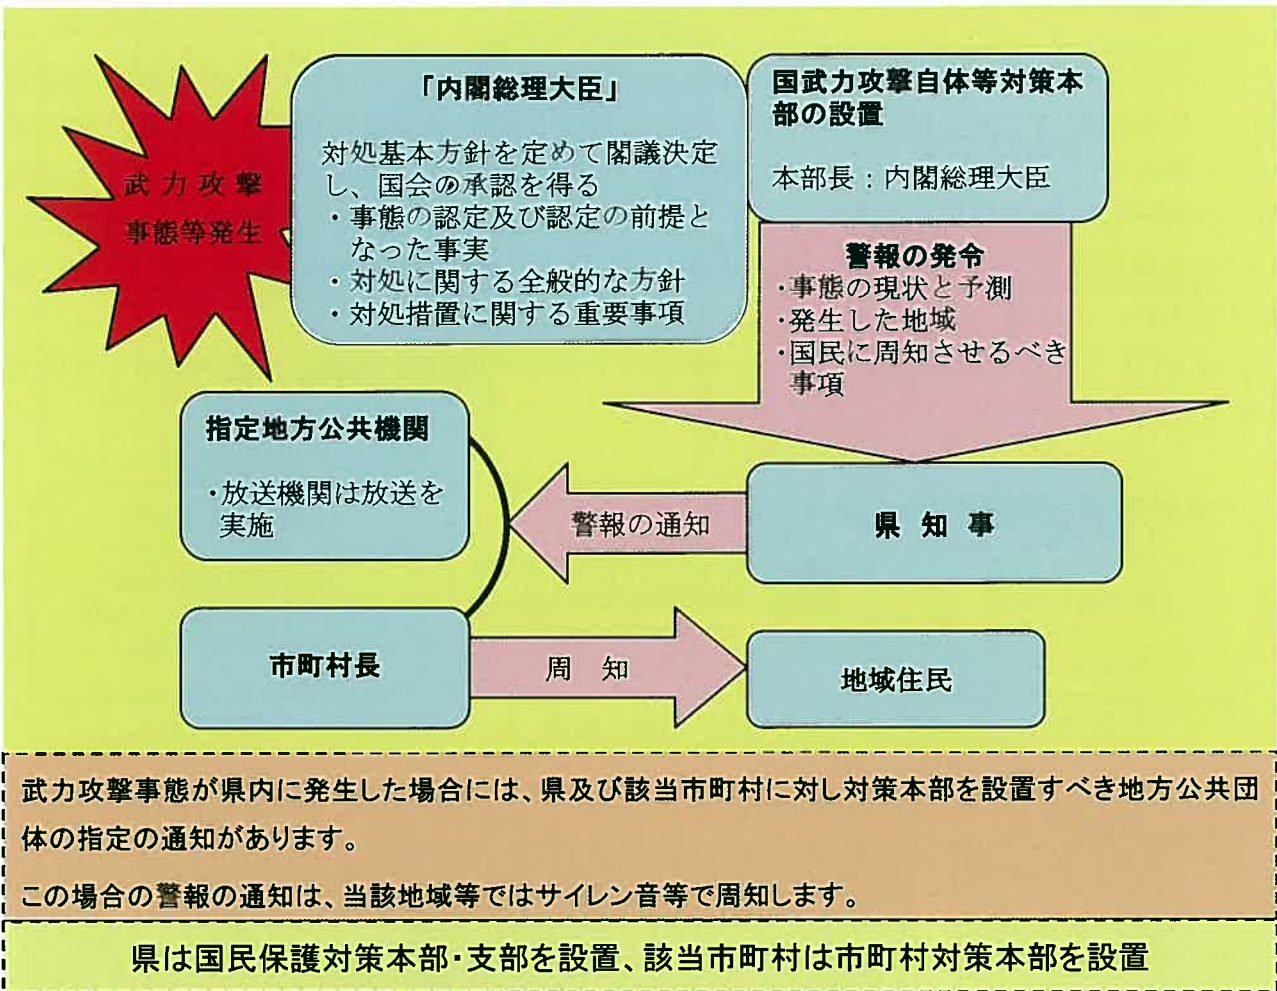 武力攻撃
事態等発生
「内閣総理大臣」
対処基本方針を定めて閣議決定
し、国会の承認を得る
・事態の認定及び認定の前提と
なった事実
・対処に関する全般的な方針
・対処措置に関する重要事項
国武力攻撃自体等対策本
部の設置
本部長：内閣総理大臣
警報の発令
・事態の現状と予測
・発生した地域
・国民に周知させるべき
事項
指定地方公共機関
・放送機関は放送を
実施
警報の通知
県 知 事
市町村長
周 知
地域住民
武力攻撃事態が県内に発生した場合には、県及び該当市町村に対し対策本部を設置すべき地方公共団
体の指定の通知があります。
この場合の警報の通知は、当該地域等ではサイレン音等で周知します。
県は国民保護対策本部・支部を設置、該当市町村は市町村対策本部を設置